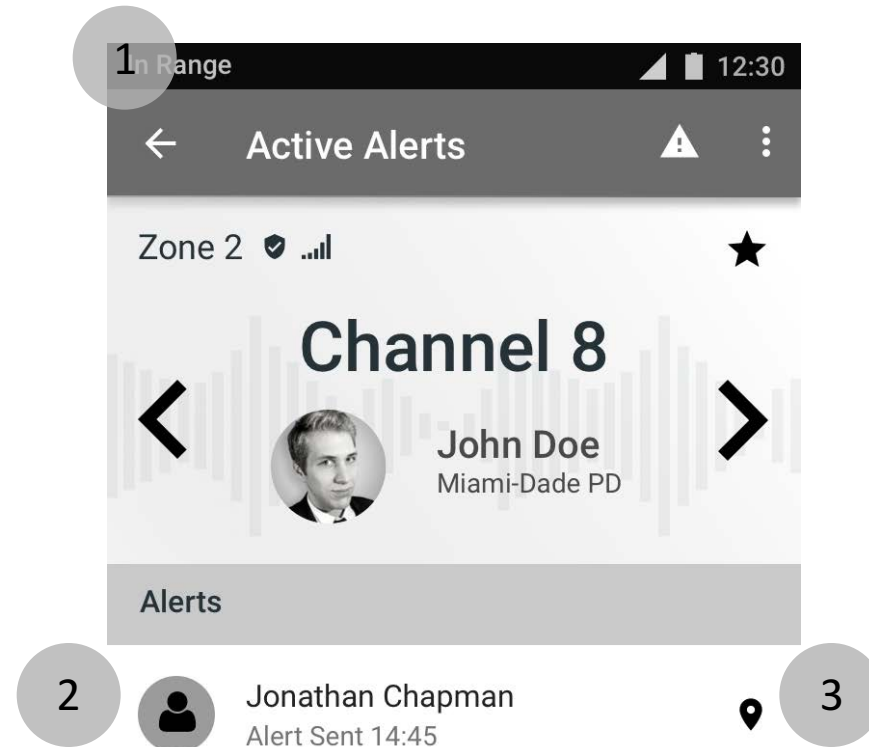 1
In Range 12:30
Active Alerts
Zone 2
Channel 8
John Doe
Miami-Dade PD
Alerts
2 Jonathan Chapman 3
Alert Sent 14:45